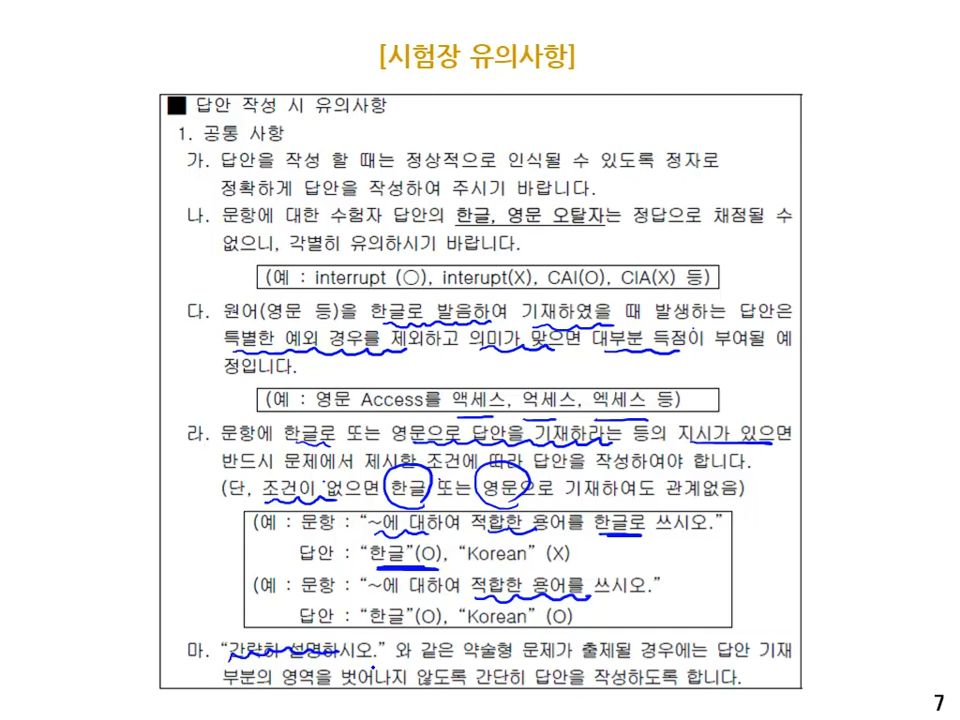 [시험장 유의사항]
■ 답안 작성 시 유의사항
1. 공통 사항
가. 답안을 작성 할 때는 정상적으로 인식될 수 있도록 정자로
정확하게 답안을 작성하여 주시기 바랍니다.
나. 문항에 대한 수험자 답안의 한글, 영문 오탈자는 정답으로 채점될 수
없으니, 각별히 유의하시기 바랍니다.
(예 : interrupt (○), interupt(X), CAI(O), CIA(X) 등)
다. 원어(영문 등)을 한글로 발음하여 기재하였을 때 발생하는 답안은
특별한 예외 경우를 제외하고 의미가 맞으면 대부분 득점이 부여될 예
정입니다.
(예 : 영문 Access를 액세스, 억세스, 엑세스 등)
라. 문항에 한글로 또는 영문으로 답안을 기재하라는 등의 지시가 있으면
반드시 문제에서 제시한 조건에 따라 답안을 작성하여야 합니다.
(단, 조건이 없으면 한글 또는 영문으로 기재하여도 관계없음)
(예 : 문항 : “~에 대하여 적합한 용어를 한글로 쓰시오.”
답안 : “한글”(O), “Korean” (X)
(예 : 문항 : “~에 대하여 적합한 용어를 쓰시오.”
답안 : “한글”(O), “Korean” (O)
마. “간략히 설명하시오.” 와 같은 약술형 문제가 출제될 경우에는 답안 기재
부분의 영역을 벗어나지 않도록 간단히 답안을 작성하도록 합니다.
7